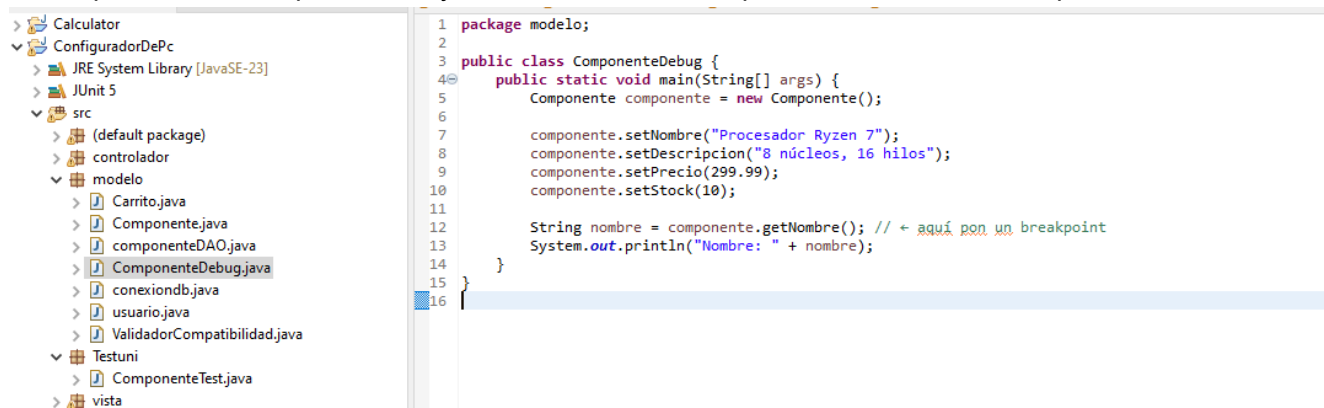 Calculator
ConfiguradorDePc
JRE System Library [JavaSE-23]
JUnit 5
src
(default package)
controlador
modelo
Carrito.java
Componente.java
componenteDAO.java
ComponenteDebug.java
conexiondb.java
usuario.java
ValidadorCompatibilidad.java
Testuni
ComponenteTest.java
vista
1 package modelo;
2
3 public class ComponenteDebug {
4 public static void main(String[] args) {
5 Componente componente = new Componente();
6
7 componente.setNombre("Procesador Ryzen 7");
8 componente.setDescripcion("8 núcleos, 16 hilos");
9 componente.setPrecio(299.99);
10 componente.setStock(10);
11
12 String nombre = componente.getNombre(); // ← aquí pon un breakpoint
13 System.out.println("Nombre: " + nombre);
14 }
15 }
16